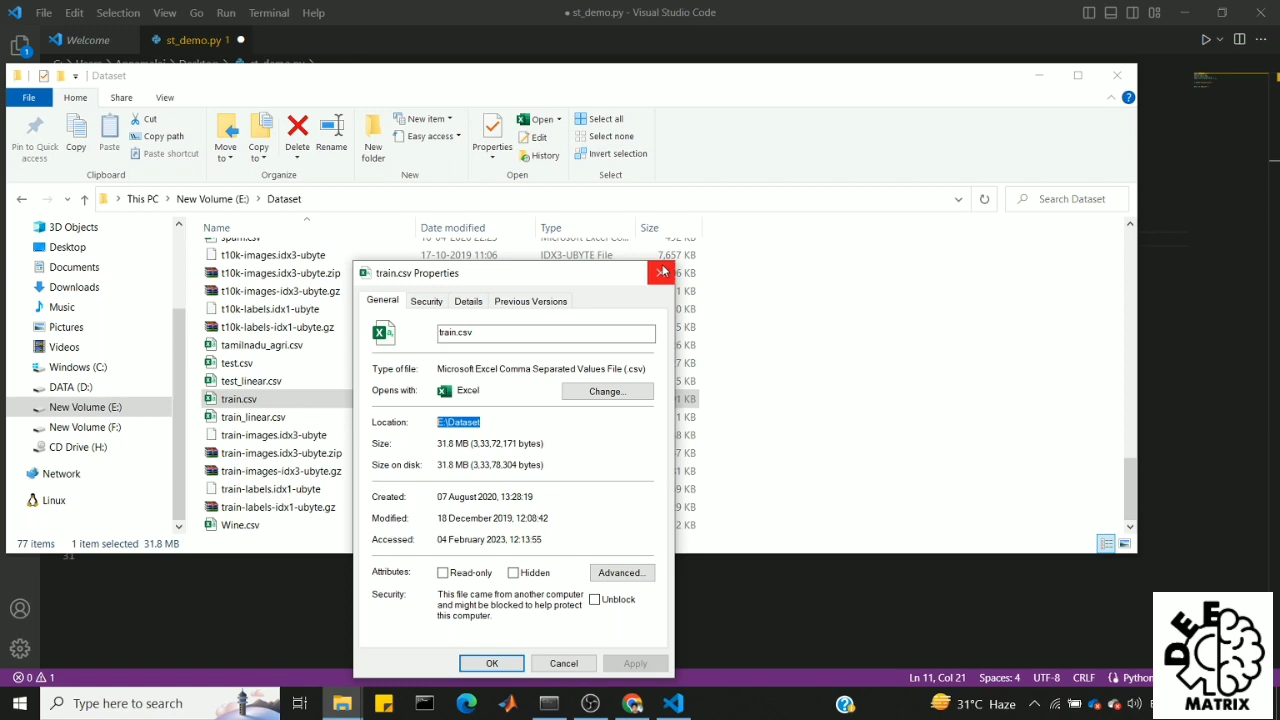 File Edit Selection View Go Run Terminal Help
● st_demo.py - Visual Studio Code
Welcome
st_demo.py 1
Dataset
File Home Share View
Pin to Quick access
Copy
Paste
Cut
Copy path
Paste shortcut
Move to
Copy to
Delete
Rename
New folder
New item
Easy access
Properties
Open
Edit
History
Select all
Select none
Invert selection
Clipboard
Organize
New
Open
Select
This PC > New Volume (E:) > Dataset
Search Dataset
3D Objects
Desktop
Documents
Downloads
Music
Pictures
Videos
Windows (C:)
DATA (D:)
New Volume (E:)
New Volume (F:)
CD Drive (H:)
Network
Linux
Name Date modified Type Size
t10k-images.idx3-ubyte 17-10-2019 11:06 IDX3-UBYTE File 7,657 KB
t10k-images-idx3-ubyte.zip
t10k-images-idx3-ubyte.gz
t10k-labels.idx1-ubyte
t10k-labels-idx1-ubyte.gz
tamilnadu_agri.csv
test.csv
test_linear.csv
train.csv
train_linear.csv
train-images.idx3-ubyte
train-images.idx3-ubyte.zip
train-images-idx3-ubyte.gz
train-labels.idx1-ubyte
train-labels-idx1-ubyte.gz
Wine.csv
77 items 1 item selected 31.8 MB
train.csv Properties
General Security Details Previous Versions
train.csv
Type of file: Microsoft Excel Comma Separated Values File (.csv)
Opens with: Excel Change...
Location: E:\Dataset
Size: 31.8 MB (3,33,72,171 bytes)
Size on disk: 31.8 MB (3,33,78,304 bytes)
Created: 07 August 2020, 13:28:19
Modified: 18 December 2019, 12:08:42
Accessed: 04 February 2023, 12:13:55
Attributes: Read-only Hidden Advanced...
Security: This file came from another computer
and might be blocked to help protect
this computer.
Unblock
OK Cancel Apply
31
0 1 Ln 11, Col 21 Spaces: 4 UTF-8 CRLF Python
Type here to search
31°C Haze
DEE
MATRIX